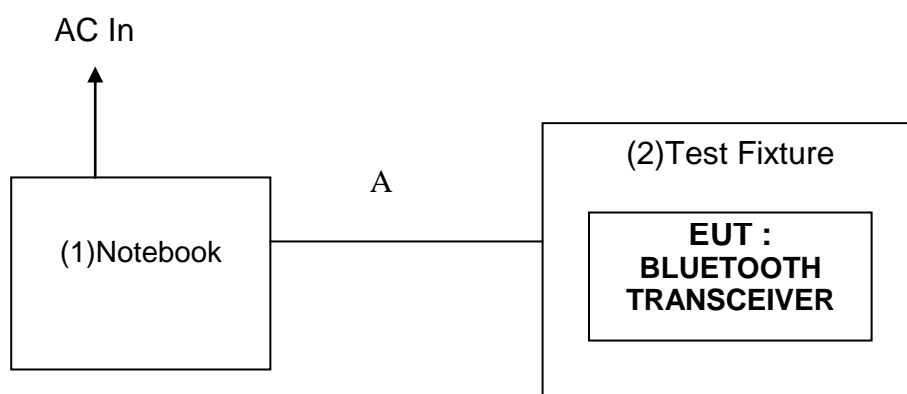 AC In
A
(1)Notebook
(2)Test Fixture
EUT :
BLUETOOTH
TRANSCEIVER